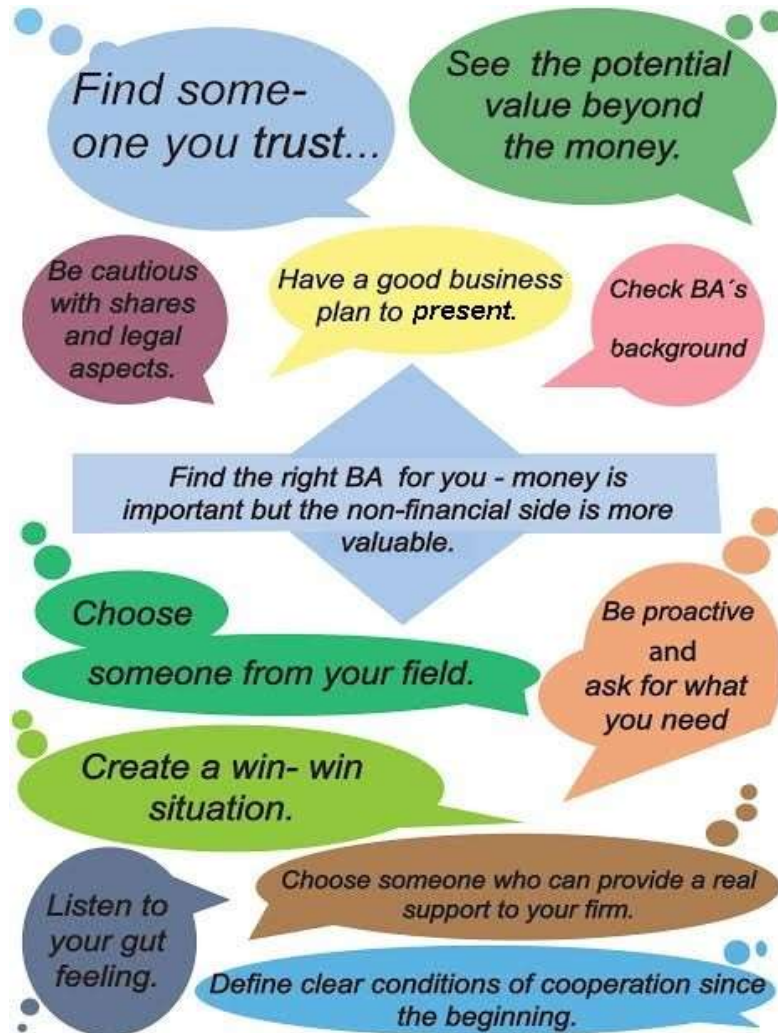 Find some-
one you trust...
See the potential
value beyond
the money.
Be cautious
with shares
and legal
aspects.
Have a good business
plan to present.
Check BA´s
background
Find the right BA for you - money is
important but the non-financial side is more
valuable.
Choose
someone from your field.
Be proactive
and
ask for what
you need
Create a win- win
situation.
Choose someone who can provide a real
support to your firm.
Listen to
your gut
feeling.
Define clear conditions of cooperation since
the beginning.